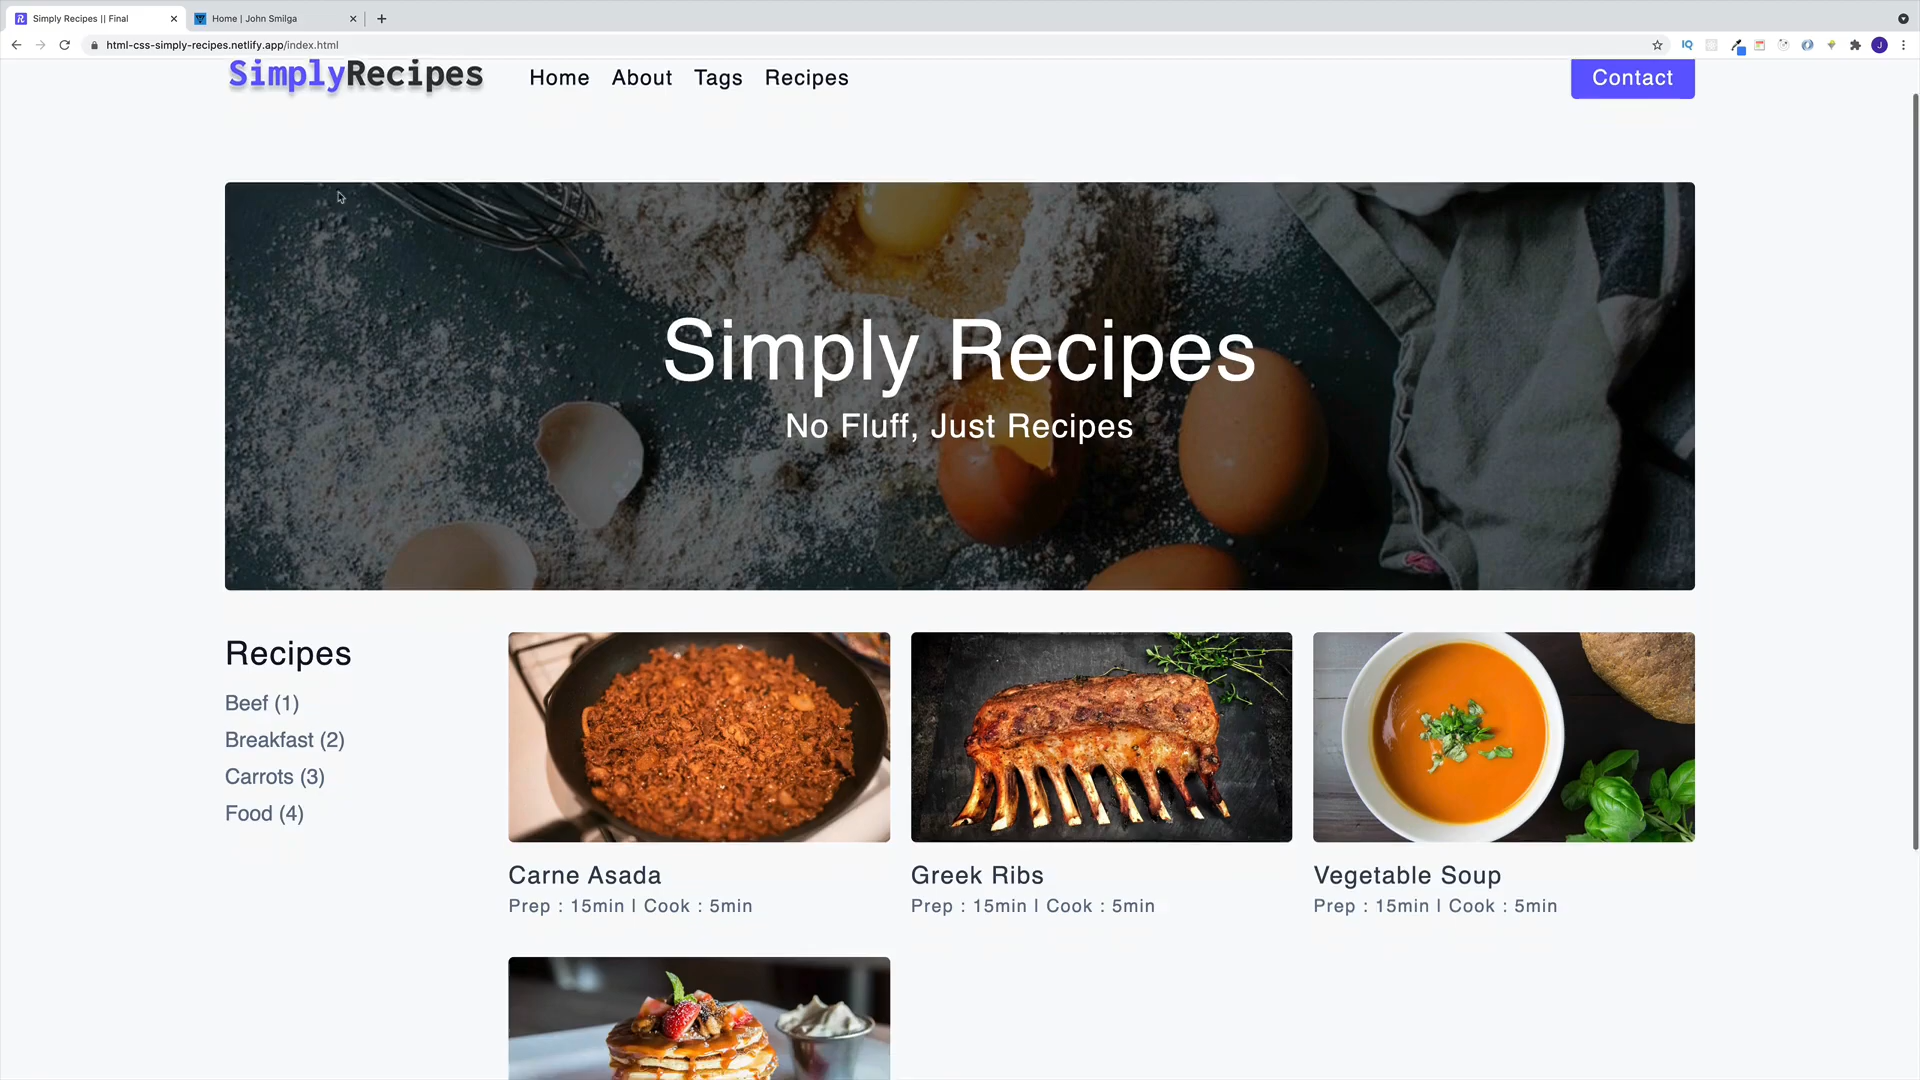 Simply Recipes || Final
Home | John Smilga
html-css-simply-recipes.netlify.app/index.html
IQ
J
SimplyRecipes
Home
About
Tags
Recipes
Contact
Simply Recipes
No Fluff, Just Recipes
Recipes
Beef (1)
Breakfast (2)
Carrots (3)
Food (4)
Carne Asada
Prep : 15min | Cook : 5min
Greek Ribs
Prep : 15min | Cook : 5min
Vegetable Soup
Prep : 15min | Cook : 5min